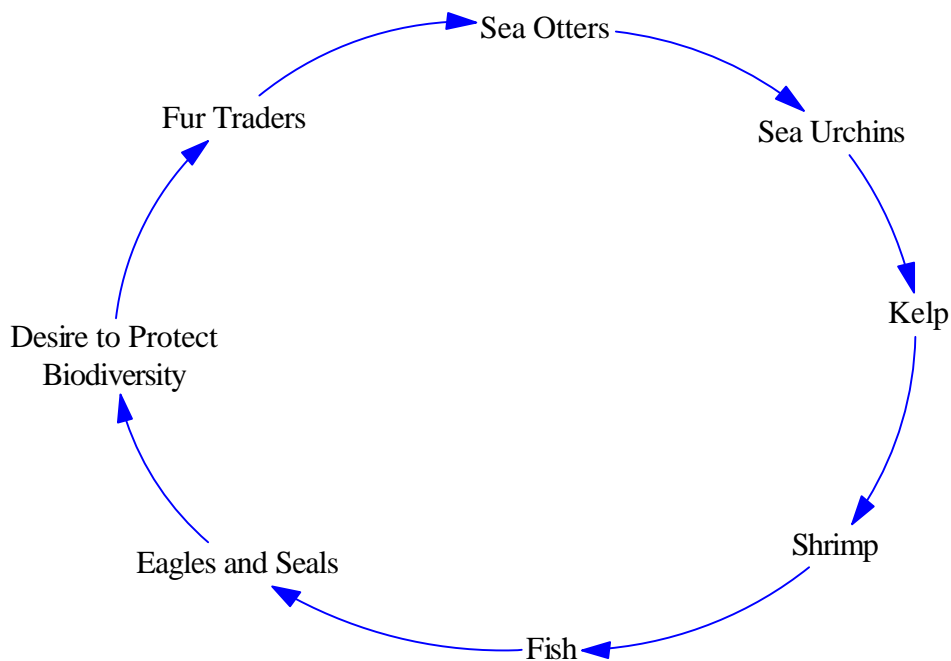 Sea Otters
Sea Urchins
Kelp
Shrimp
Fish
Eagles and Seals
Desire to Protect
Biodiversity
Fur Traders